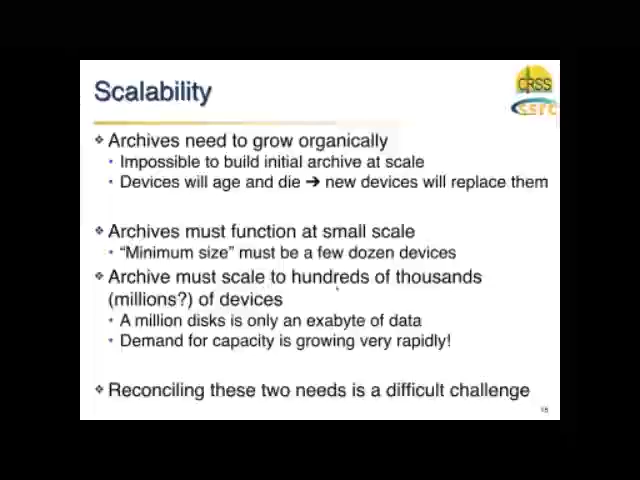 Scalability
CRSS
ssrc
❖ Archives need to grow organically
• Impossible to build initial archive at scale
• Devices will age and die ➔ new devices will replace them
❖ Archives must function at small scale
• “Minimum size” must be a few dozen devices
❖ Archive must scale to hundreds of thousands
(millions?) of devices
• A million disks is only an exabyte of data
• Demand for capacity is growing very rapidly!
❖ Reconciling these two needs is a difficult challenge